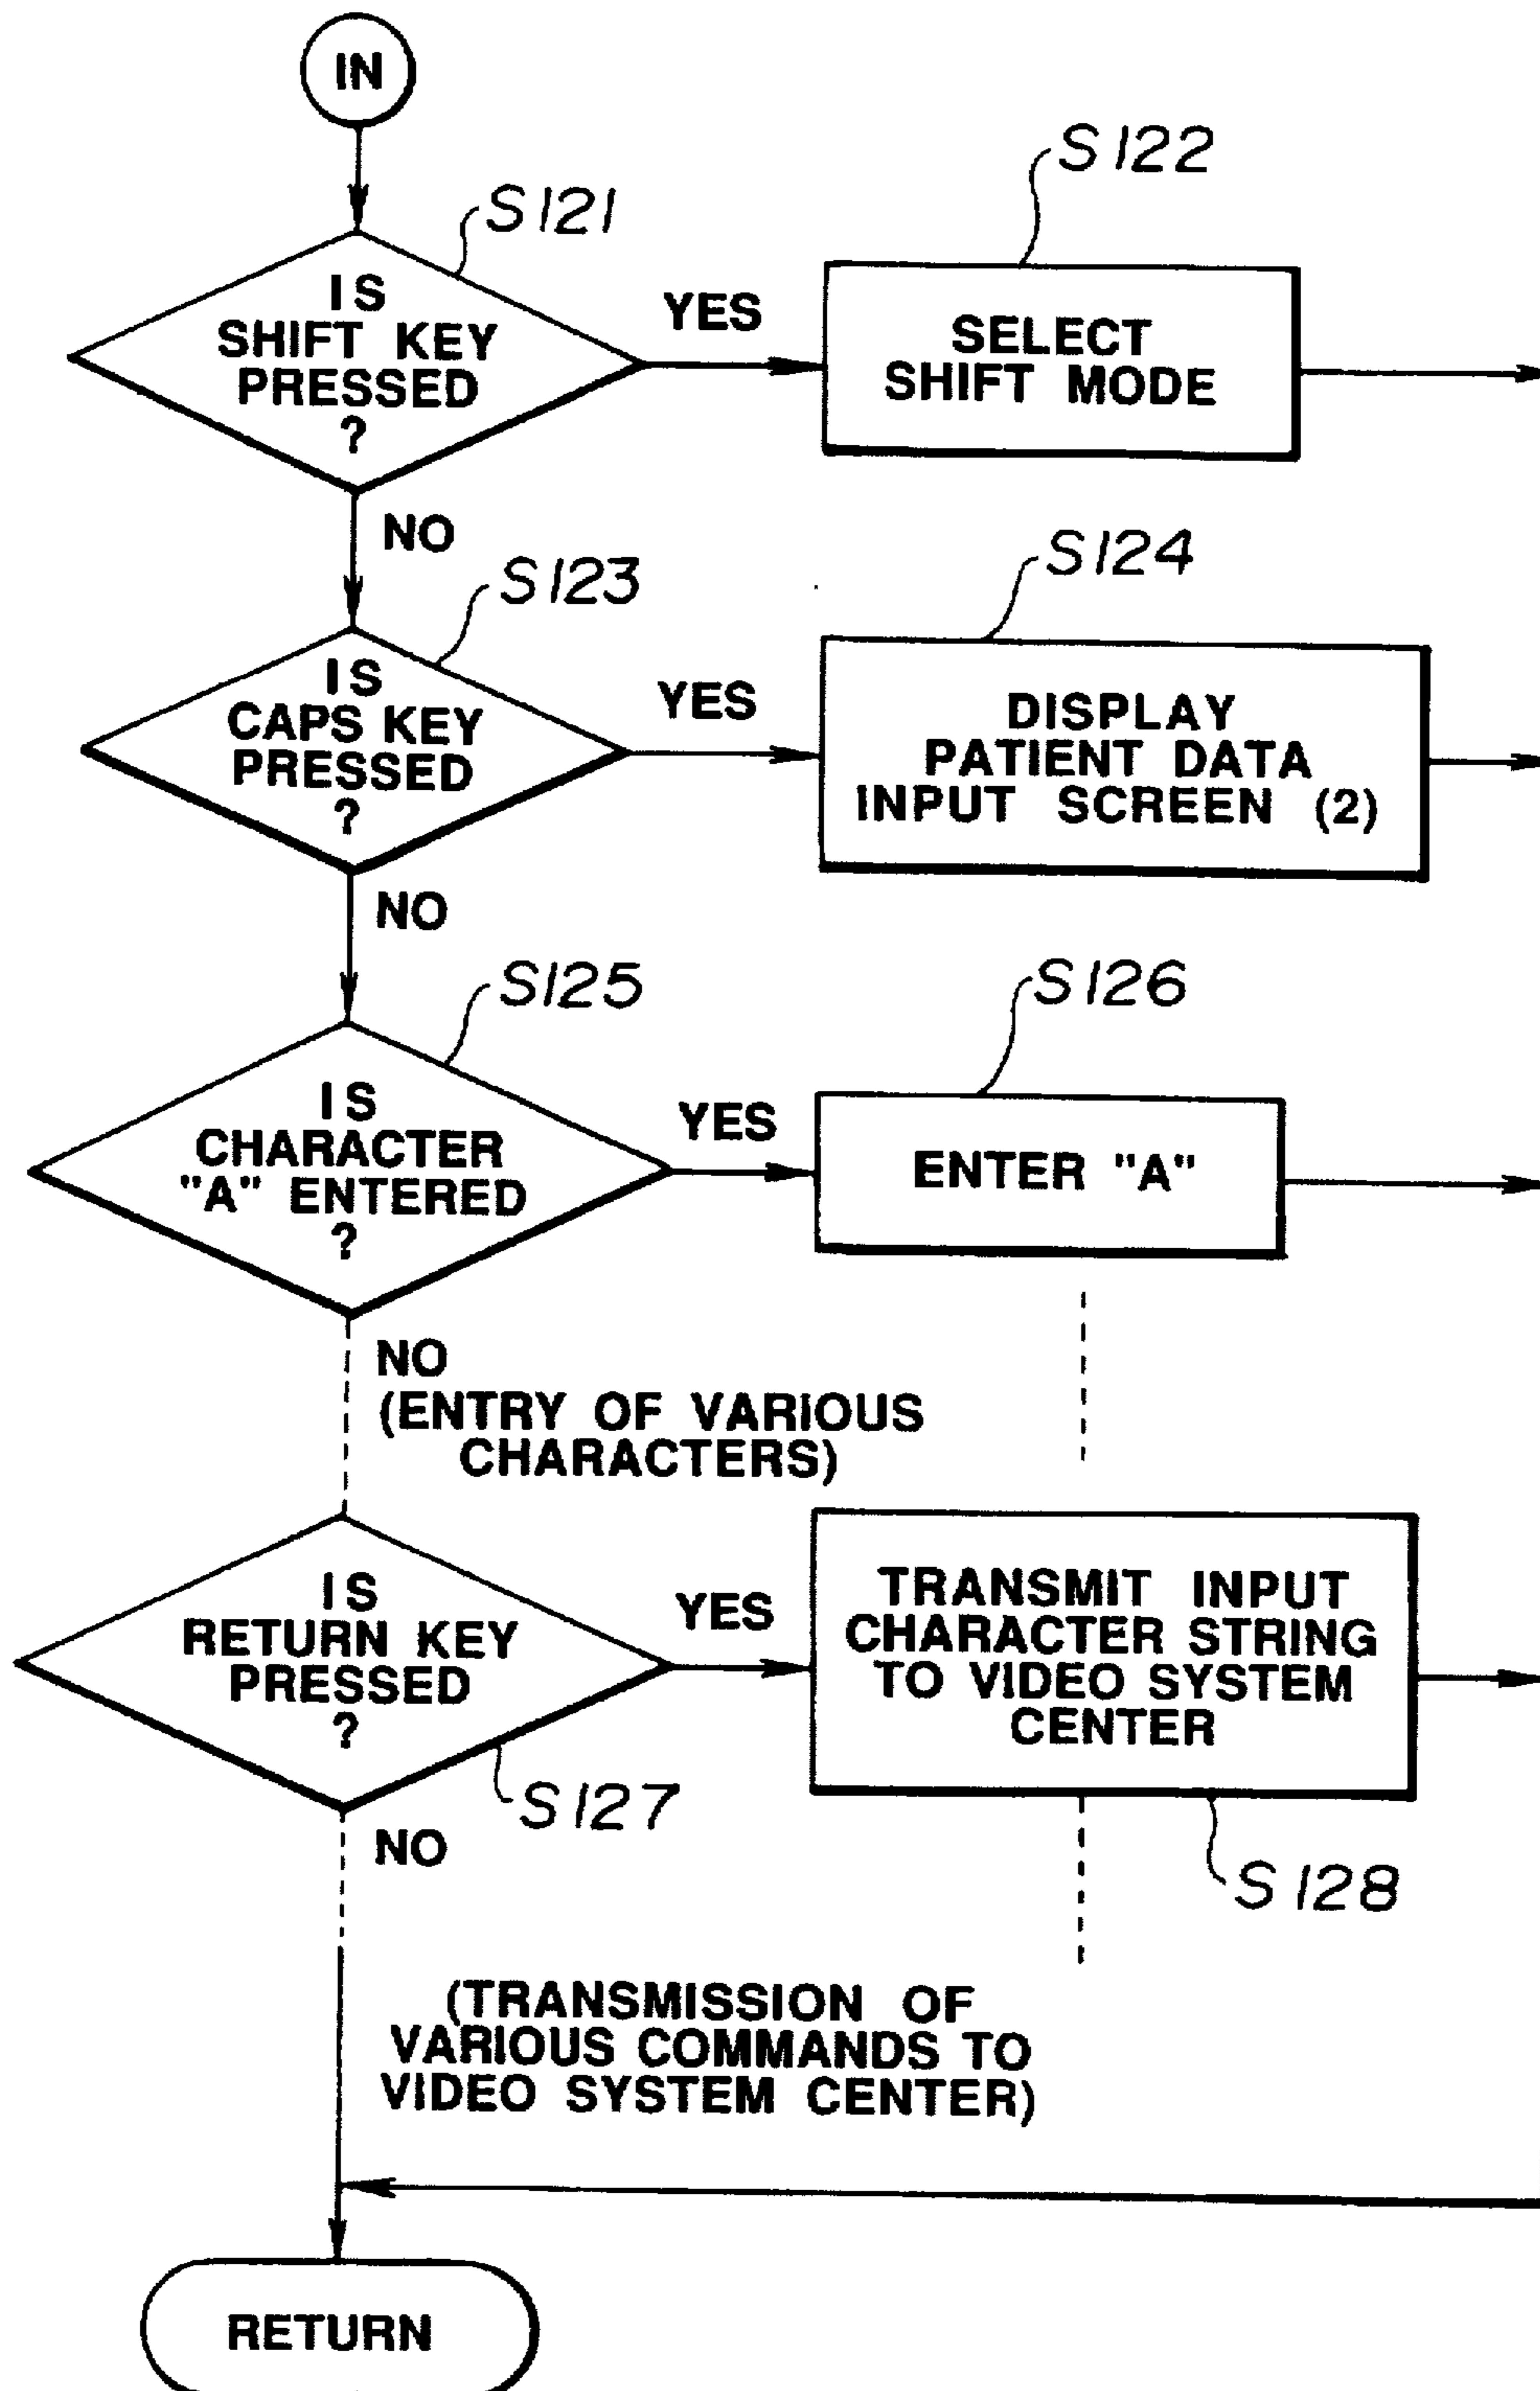 IN
S121
IS
SHIFT KEY
PRESSED
?
YES
S122
SELECT
SHIFT MODE
NO
S123
IS
CAPS KEY
PRESSED
?
YES
S124
DISPLAY
PATIENT DATA
INPUT SCREEN (2)
NO
S125
IS
CHARACTER
"A" ENTERED
?
YES
S126
ENTER "A"
NO
(ENTRY OF VARIOUS
CHARACTERS)
IS
RETURN KEY
PRESSED
?
S127
YES
TRANSMIT INPUT
CHARACTER STRING
TO VIDEO SYSTEM
CENTER
S128
NO
(TRANSMISSION OF
VARIOUS COMMANDS TO
VIDEO SYSTEM CENTER)
RETURN